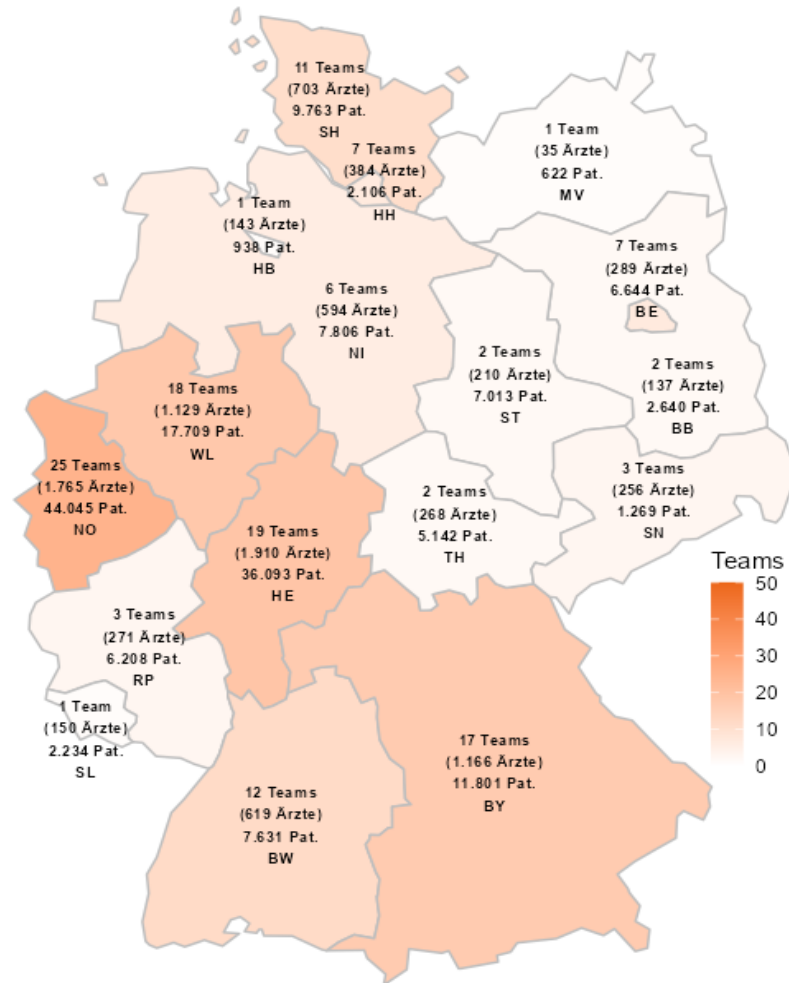 11 Teams
(703 Ärzte)
9.763 Pat.
SH
7 Teams
(384 Ärzte)
2.106 Pat.
HH
1 Team
(35 Ärzte)
622 Pat.
MV
1 Team
(143 Ärzte)
938 Pat.
HB
6 Teams
(594 Ärzte)
7.806 Pat.
NI
7 Teams
(289 Ärzte)
6.644 Pat.
BE
2 Teams
(210 Ärzte)
7.013 Pat.
ST
2 Teams
(137 Ärzte)
2.640 Pat.
BB
18 Teams
(1.129 Ärzte)
17.709 Pat.
WL
25 Teams
(1.765 Ärzte)
44.045 Pat.
NO
19 Teams
(1.910 Ärzte)
36.093 Pat.
HE
2 Teams
(268 Ärzte)
5.142 Pat.
TH
3 Teams
(256 Ärzte)
1.269 Pat.
SN
3 Teams
(271 Ärzte)
6.208 Pat.
RP
1 Team
(150 Ärzte)
2.234 Pat.
SL
12 Teams
(619 Ärzte)
7.631 Pat.
BW
17 Teams
(1.166 Ärzte)
11.801 Pat.
BY
Teams
50
40
30
20
10
0